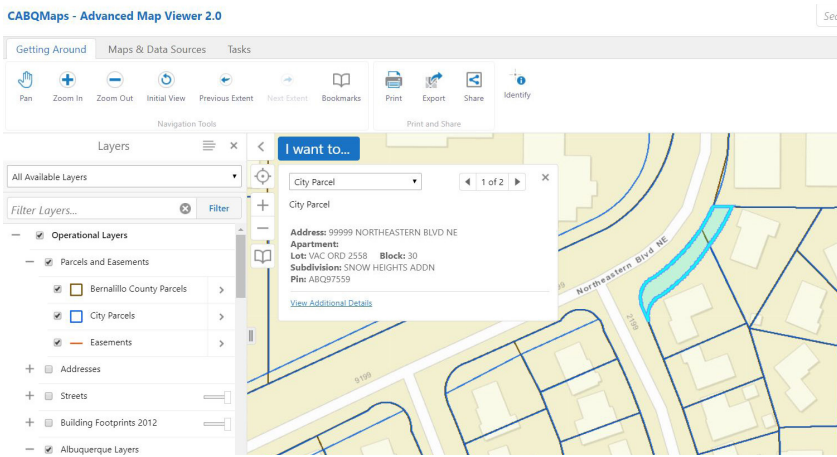 CABQMaps - Advanced Map Viewer 2.0
Getting Around Maps & Data Sources Tasks
Pan Zoom In Zoom Out Initial View Previous Extent Next Extent Bookmarks Print Export Share Identify
Navigation Tools Print and Share
Layers
I want to...
All Available Layers
Filter Layers... Filter
Operational Layers
Parcels and Easements
Bernalillo County Parcels
City Parcels
Easements
Addresses
Streets
Building Footprints 2012
Albuquerque Layers
City Parcel 1 of 2
City Parcel
Address: 99999 NORTHEASTERN BLVD NE
Apartment:
Lot: VAC ORD 2558 Block: 30
Subdivision: SNOW HEIGHTS ADDN
Pin: ABQ97559
View Additional Details
Northeastern Blvd NE
2199
9199